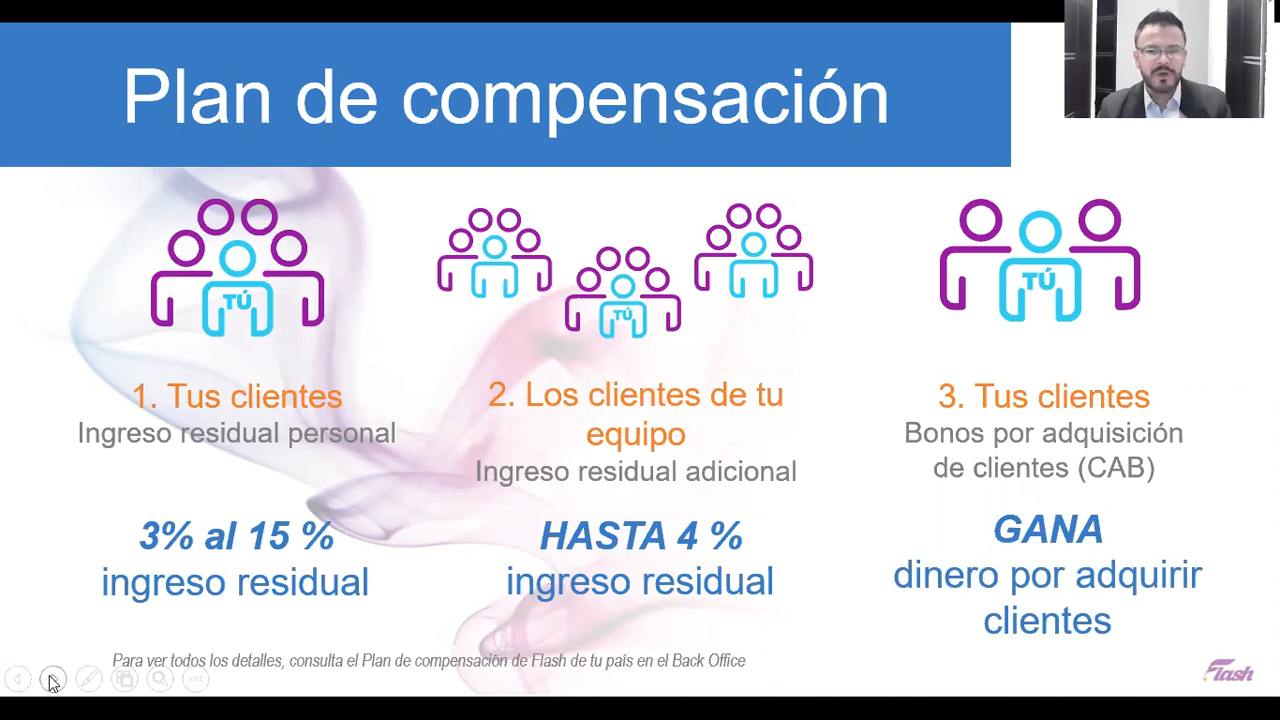 Plan de compensación
TÚ
TÚ
TÚ
1. Tus clientes
Ingreso residual personal
3% al 15 %
ingreso residual
2. Los clientes de tu
equipo
Ingreso residual adicional
HASTA 4 %
ingreso residual
3. Tus clientes
Bonos por adquisición
de clientes (CAB)
GANA
dinero por adquirir
clientes
Para ver todos los detalles, consulta el Plan de compensación de Flash de tu país en el Back Office
Flash